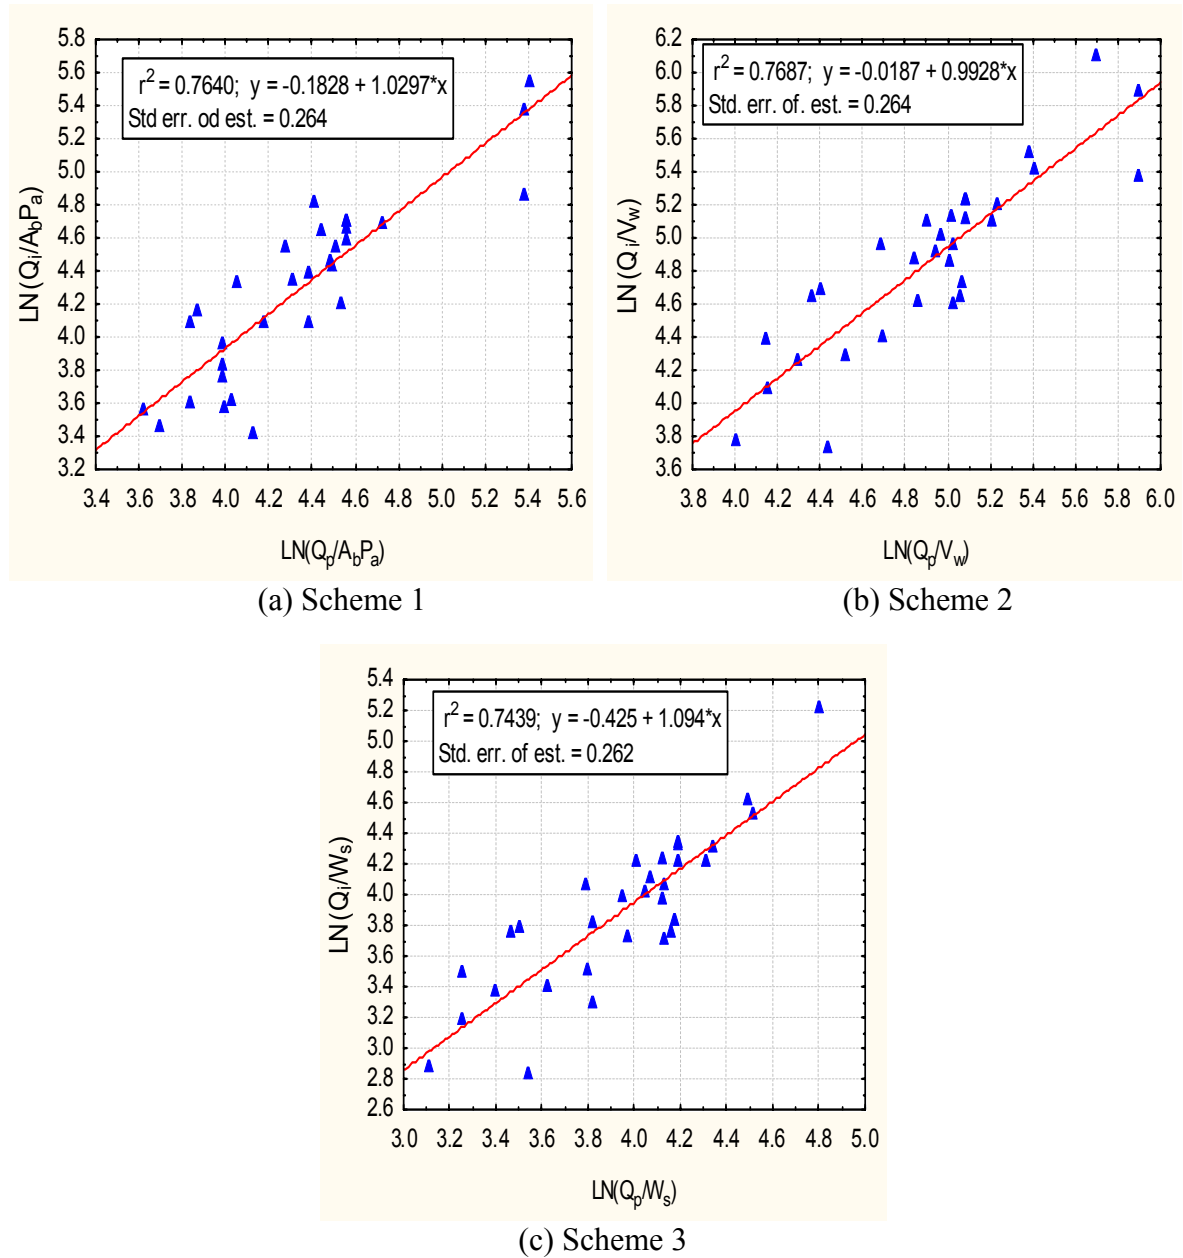 r² = 0.7640; y = -0.1828 + 1.0297*x
Std err. od est. = 0.264
LN(Qi/AbPa)
5.8
5.6
5.4
5.2
5.0
4.8
4.6
4.4
4.2
4.0
3.8
3.6
3.4
3.2
3.4 3.6 3.8 4.0 4.2 4.4 4.6 4.8 5.0 5.2 5.4 5.6
LN(Qp/AbPa)
(a) Scheme 1
r² = 0.7687; y = -0.0187 + 0.9928*x
Std. err. of. est. = 0.264
LN(Qi/Vw)
6.2
6.0
5.8
5.6
5.4
5.2
5.0
4.8
4.6
4.4
4.2
4.0
3.8
3.6
3.8 4.0 4.2 4.4 4.6 4.8 5.0 5.2 5.4 5.6 5.8 6.0
LN(Qp/Vw)
(b) Scheme 2
r² = 0.7439; y = -0.425 + 1.094*x
Std. err. of est. = 0.262
LN(Qi/Ws)
5.4
5.2
5.0
4.8
4.6
4.4
4.2
4.0
3.8
3.6
3.4
3.2
3.0
2.8
2.6
3.0 3.2 3.4 3.6 3.8 4.0 4.2 4.4 4.6 4.8 5.0
LN(Qp/Ws)
(c) Scheme 3